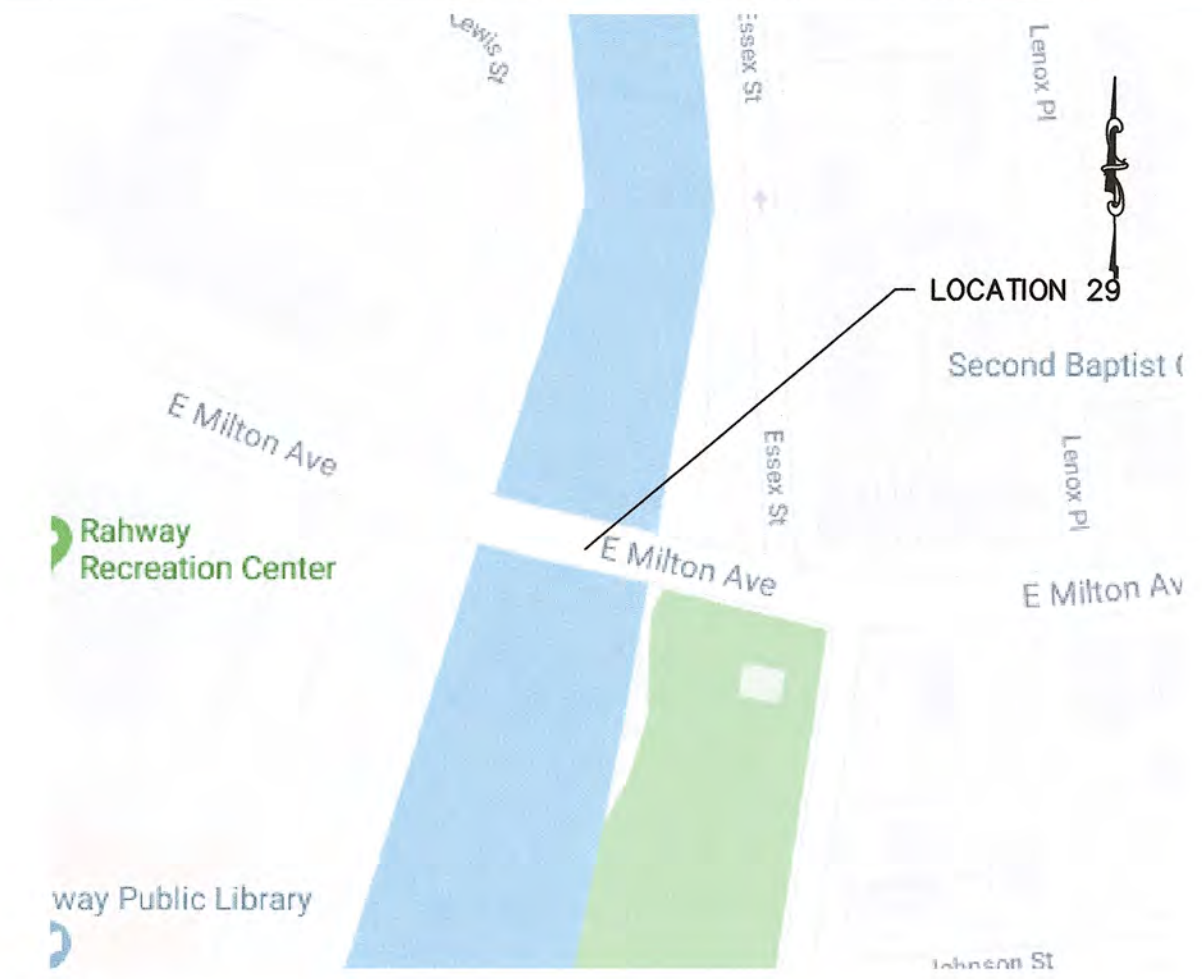 Lewis St
Essex St
Lenox Pl
LOCATION 29
Second Baptist
E Milton Ave
Essex St
Lenox Pl
Rahway
Recreation Center
E Milton Ave
E Milton Av
way Public Library
Johnson St